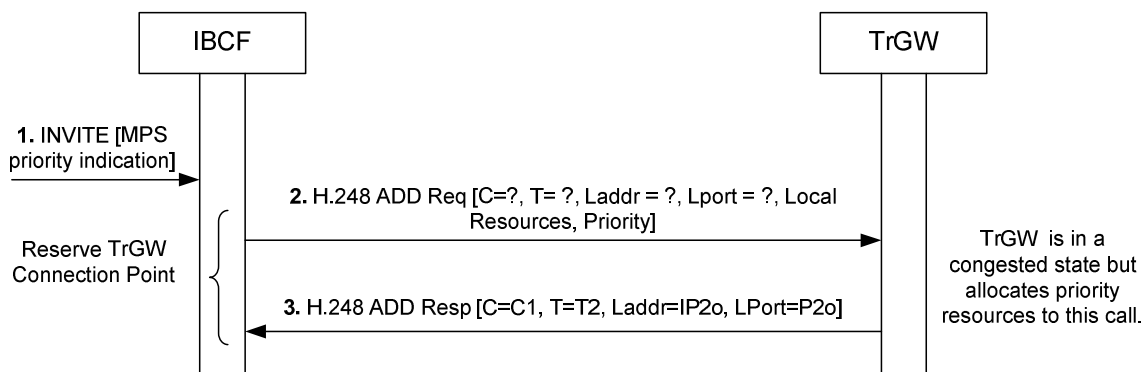 IBCF
TrGW
1. INVITE [MPS
priority indication]
2. H.248 ADD Req [C=?, T= ?, Laddr = ?, Lport = ?, Local
Resources, Priority]
Reserve TrGW
Connection Point
TrGW is in a
congested state but
allocates priority
resources to this call.
3. H.248 ADD Resp [C=C1, T=T2, Laddr=IP2o, LPort=P2o]